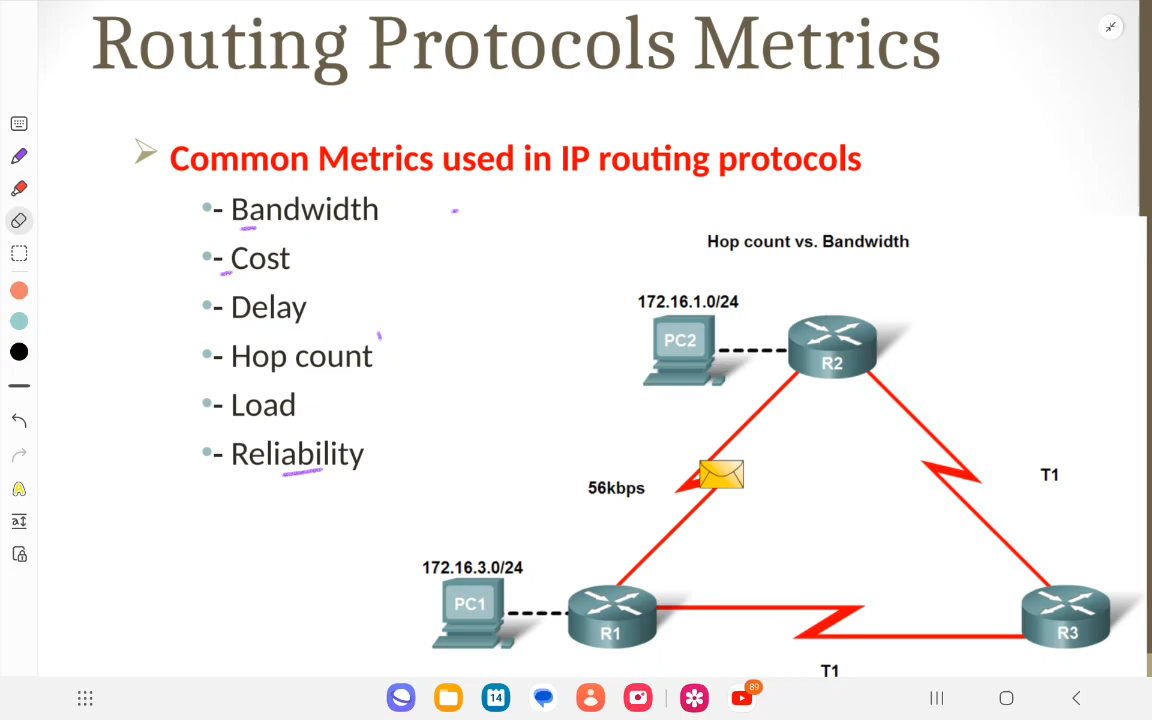 Routing Protocols Metrics
Common Metrics used in IP routing protocols
- Bandwidth
- Cost
- Delay
- Hop count
- Load
- Reliability
Hop count vs. Bandwidth
172.16.1.0/24
PC2
R2
56kbps
T1
172.16.3.0/24
PC1
R1
R3
T1
14
89